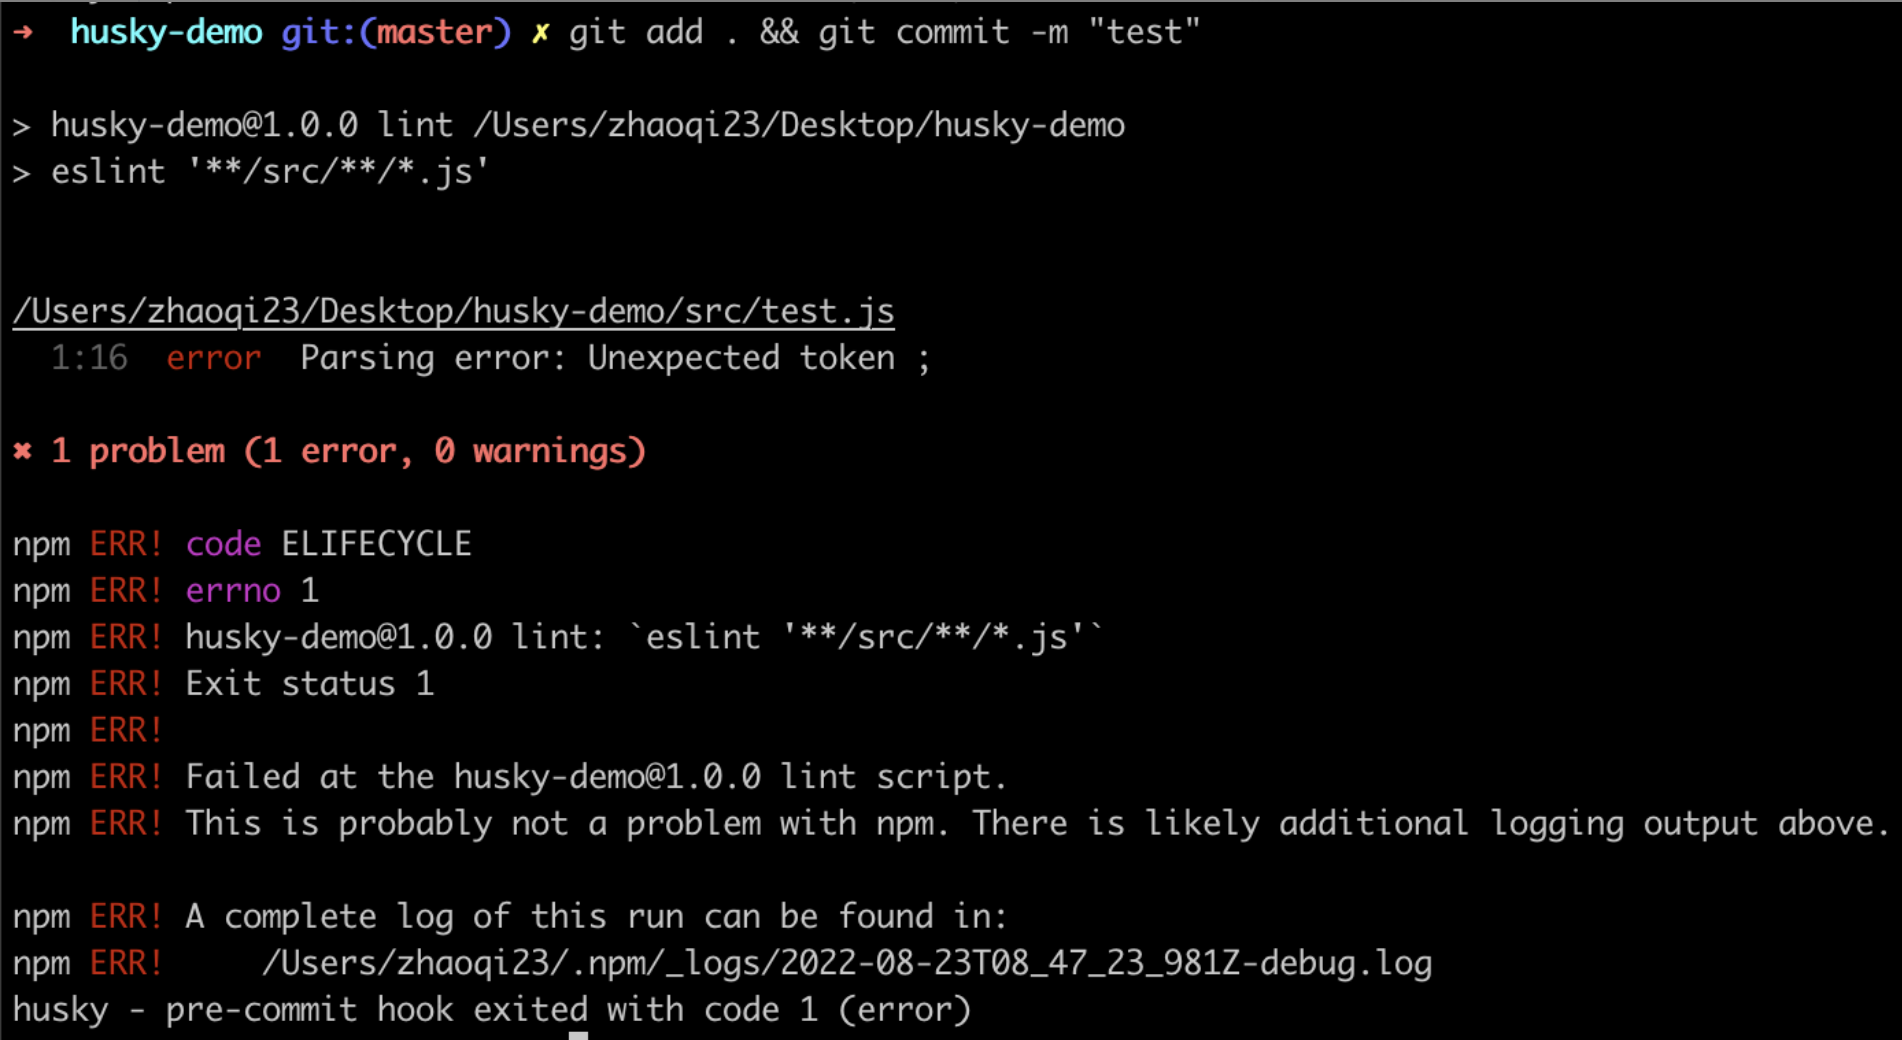 ➜  husky-demo git:(master) ✗ git add . && git commit -m "test"
> husky-demo@1.0.0 lint /Users/zhaoqi23/Desktop/husky-demo
> eslint '**/src/**/*.js'
/Users/zhaoqi23/Desktop/husky-demo/src/test.js
  1:16  error  Parsing error: Unexpected token ;
✖ 1 problem (1 error, 0 warnings)
npm ERR! code ELIFECYCLE
npm ERR! errno 1
npm ERR! husky-demo@1.0.0 lint: `eslint '**/src/**/*.js'`
npm ERR! Exit status 1
npm ERR!
npm ERR! Failed at the husky-demo@1.0.0 lint script.
npm ERR! This is probably not a problem with npm. There is likely additional logging output above.
npm ERR! A complete log of this run can be found in:
npm ERR!     /Users/zhaoqi23/.npm/_logs/2022-08-23T08_47_23_981Z-debug.log
husky - pre-commit hook exited with code 1 (error)